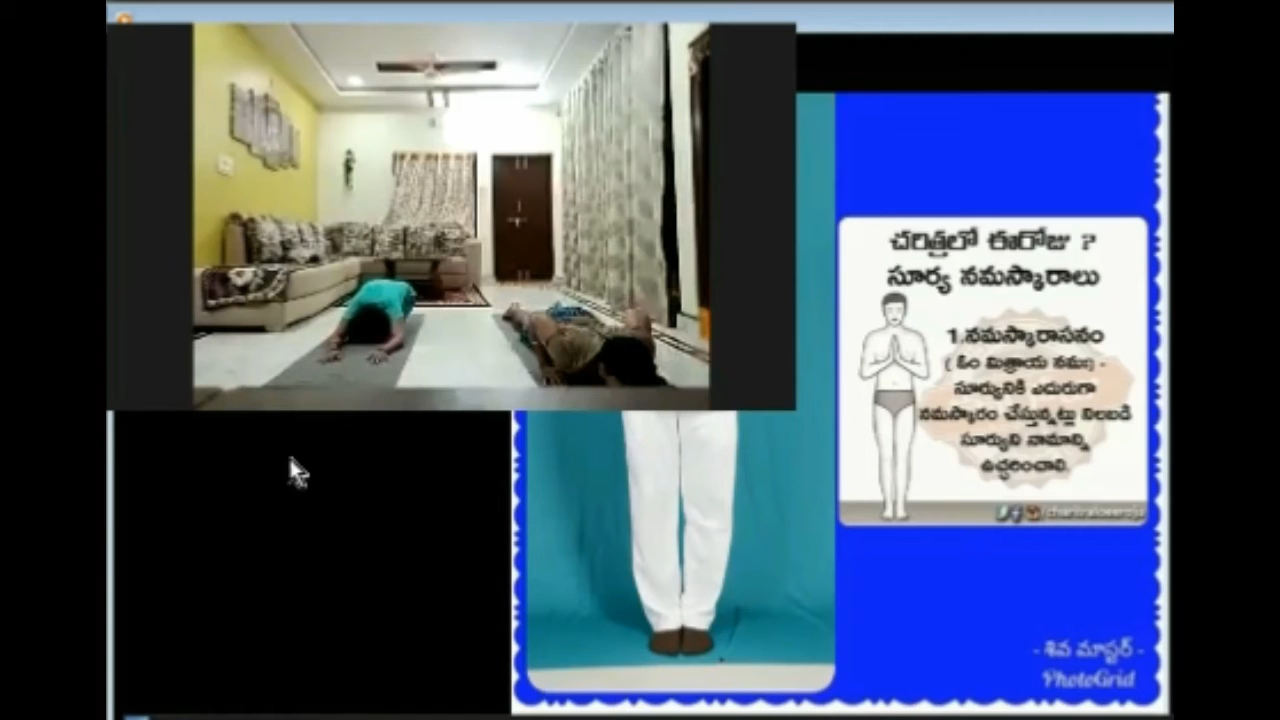 చరిత్రలో ఈరోజు ?
సూర్య నమస్కారాలు
1.నమస్కారాసనం
( ఓం మిత్రాయ నమః) -
సూర్యునికి ఎదురుగా
నమస్కారం చేస్తున్నట్లు నిలబడి
సూర్యుని నామాన్ని
ఉచ్ఛరించాలి.
- శివ మాస్టర్ -
PhotoGrid